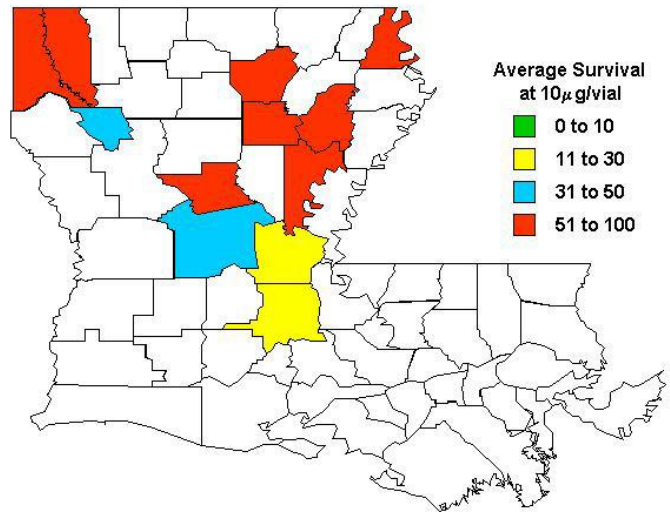 Average Survival
at 10µg/vial
0 to 10
11 to 30
31 to 50
51 to 100